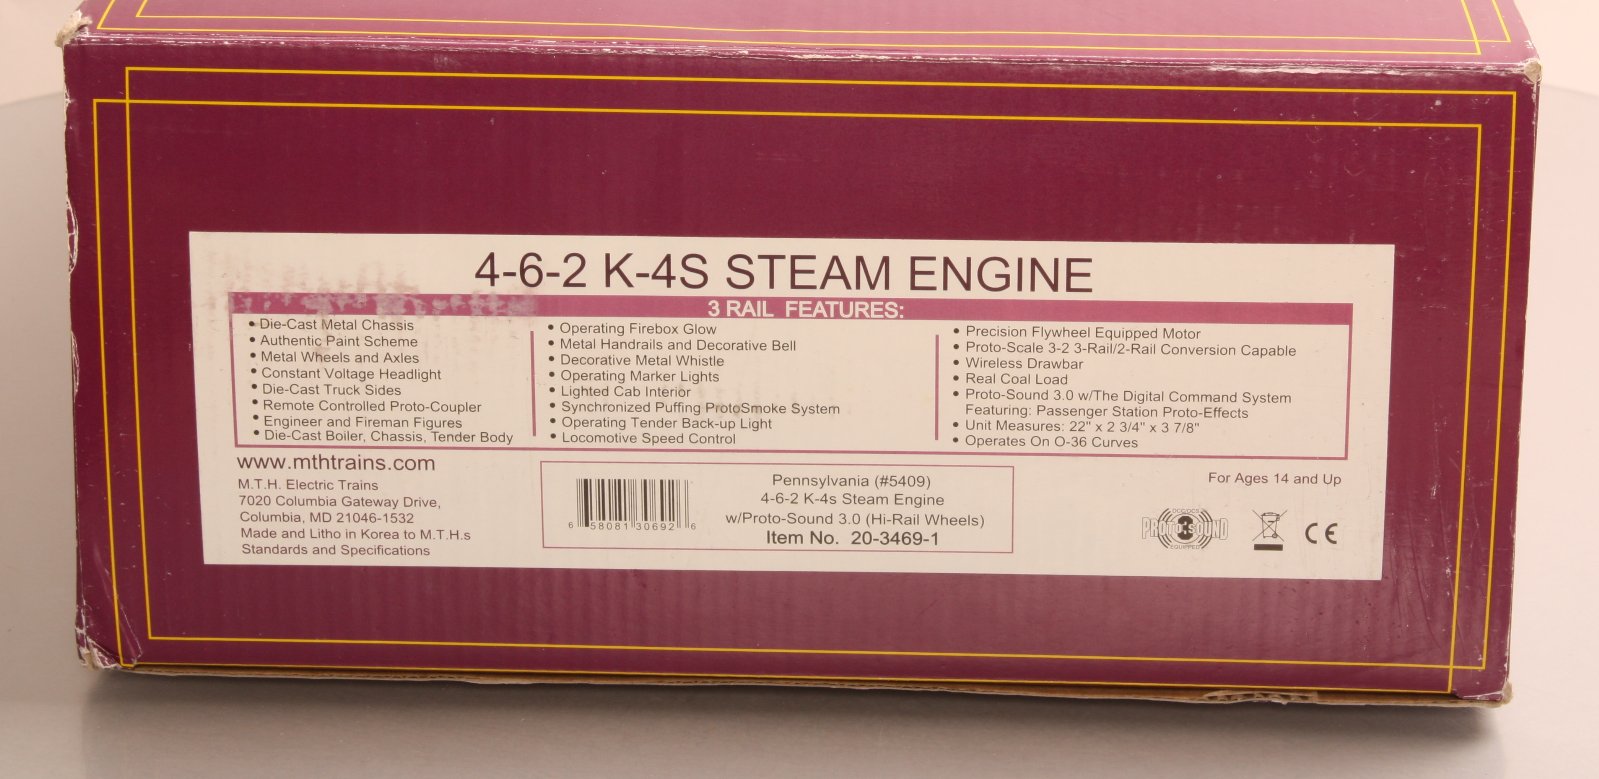 4-6-2 K-4S STEAM ENGINE
3 RAIL FEATURES:
• Die-Cast Metal Chassis
• Authentic Paint Scheme
• Metal Wheels and Axles
• Constant Voltage Headlight
• Die-Cast Truck Sides
• Remote Controlled Proto-Coupler
• Engineer and Fireman Figures
• Die-Cast Boiler, Chassis, Tender Body
• Operating Firebox Glow
• Metal Handrails and Decorative Bell
• Decorative Metal Whistle
• Operating Marker Lights
• Lighted Cab Interior
• Synchronized Puffing ProtoSmoke System
• Operating Tender Back-up Light
• Locomotive Speed Control
• Precision Flywheel Equipped Motor
• Proto-Scale 3-2 3-Rail/2-Rail Conversion Capable
• Wireless Drawbar
• Real Coal Load
• Proto-Sound 3.0 w/The Digital Command System
Featuring: Passenger Station Proto-Effects
• Unit Measures: 22" x 2 3/4" x 3 7/8"
• Operates On O-36 Curves
www.mthtrains.com
M.T.H. Electric Trains
7020 Columbia Gateway Drive,
Columbia, MD 21046-1532
Made and Litho in Korea to M.T.H.s
Standards and Specifications
6 58081 30692 6
Pennsylvania (#5409)
4-6-2 K-4s Steam Engine
w/Proto-Sound 3.0 (Hi-Rail Wheels)
Item No. 20-3469-1
For Ages 14 and Up
DCC/DCS
PROTO 3 SOUND
EQUIPPED
CE